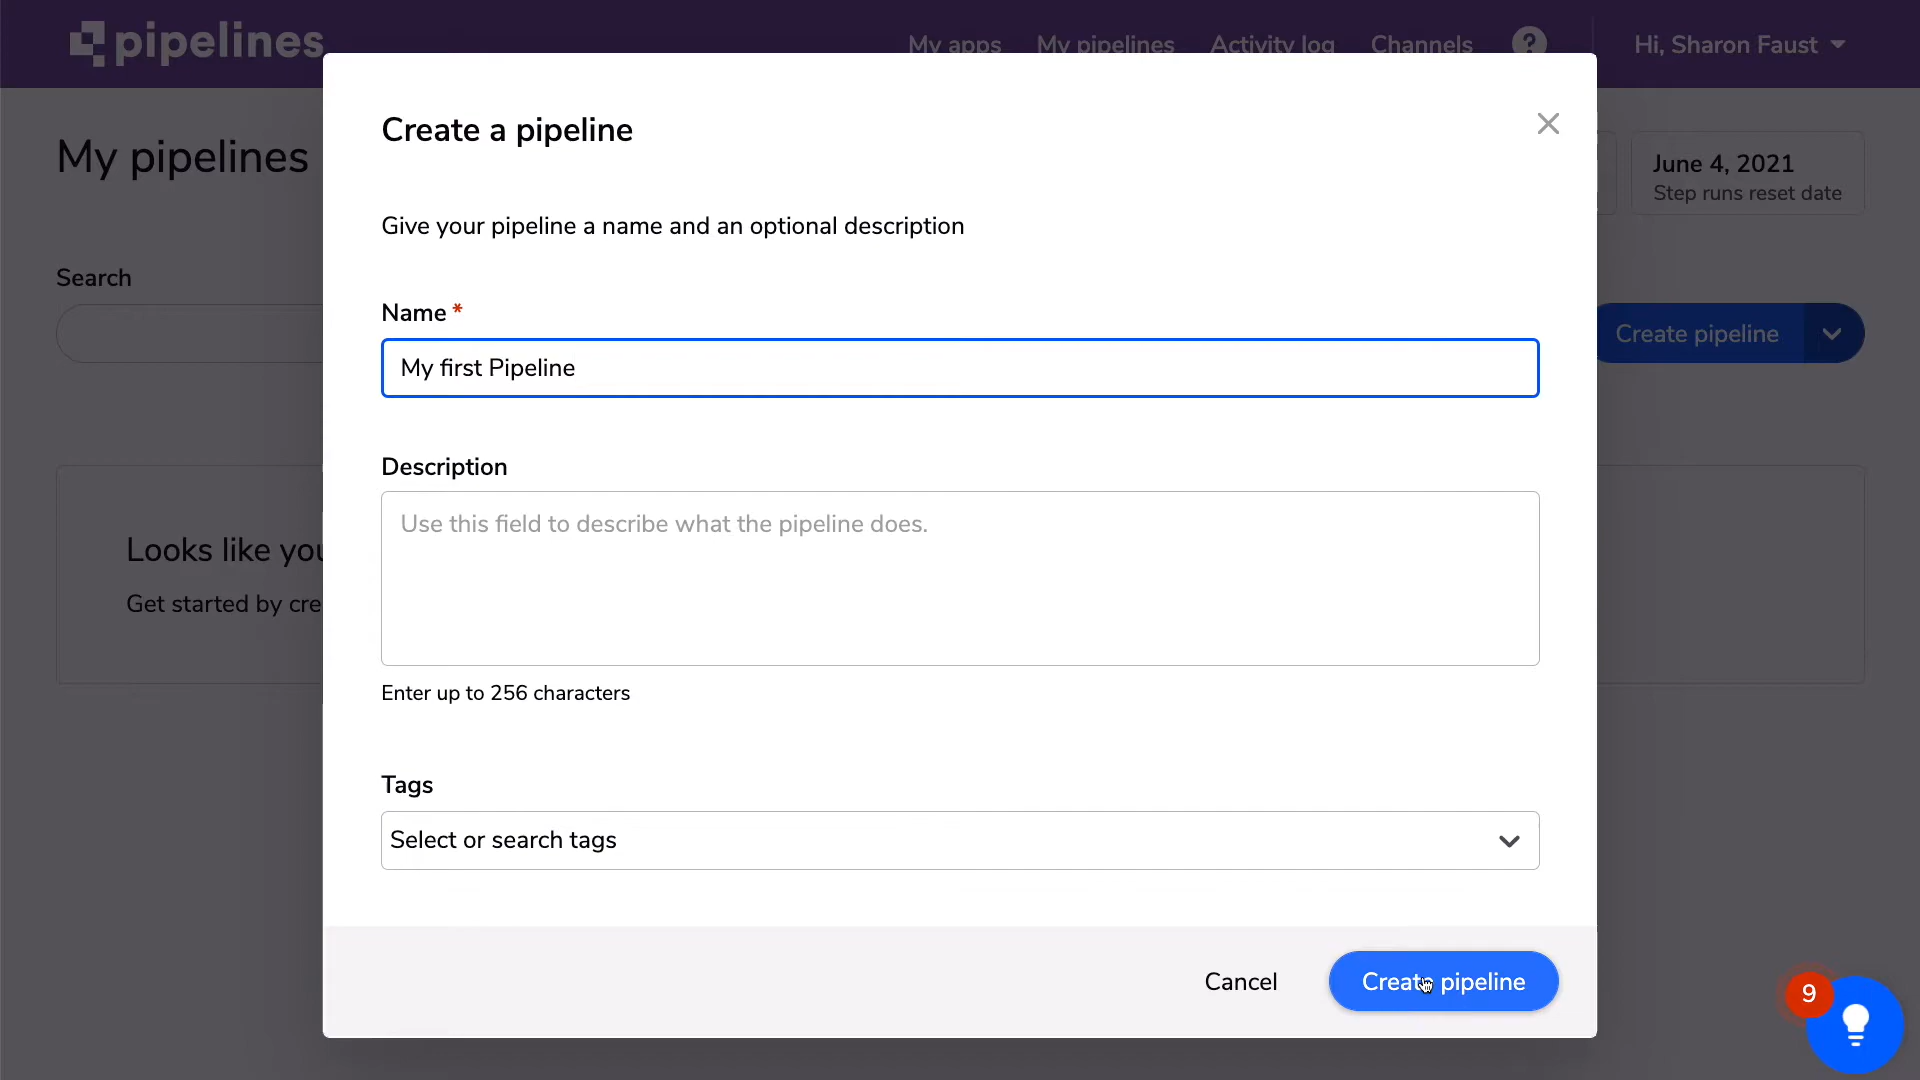 pipelines
My apps My pipelines Activity log Channels ? Hi, Sharon Faust
Create a pipeline
My pipelines
June 4, 2021
Step runs reset date
Give your pipeline a name and an optional description
Search
Name *
Create pipeline
My first Pipeline
Description
Use this field to describe what the pipeline does.
Looks like you
Get started by cre
Enter up to 256 characters
Tags
Select or search tags
Cancel Create pipeline
9